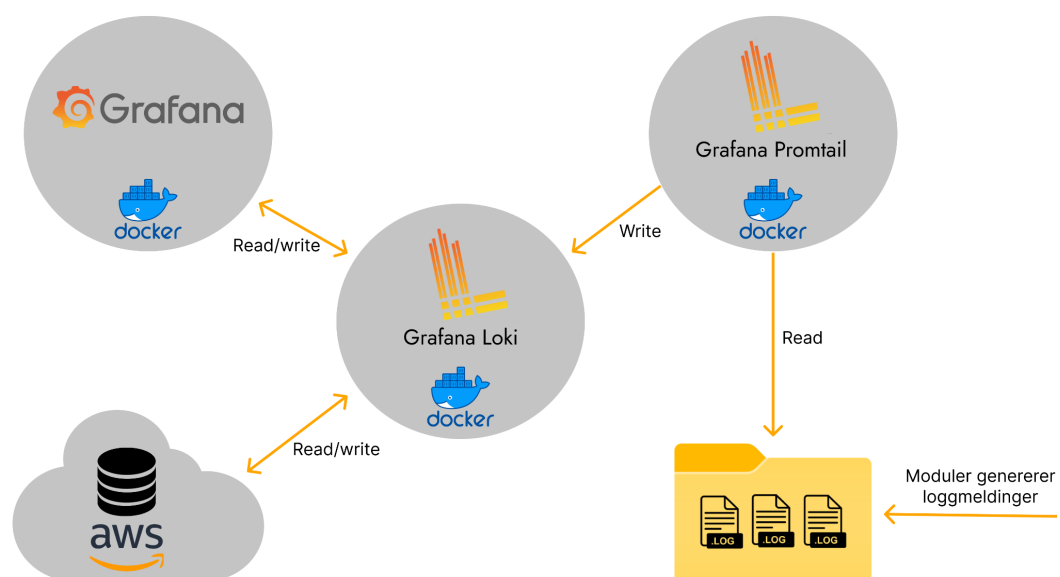 Grafana
docker
Read/write
Grafana Promtail
docker
Write
Grafana Loki
docker
Read
Read/write
aws
Moduler genererer
loggmeldinger
.LOG
.LOG
.LOG